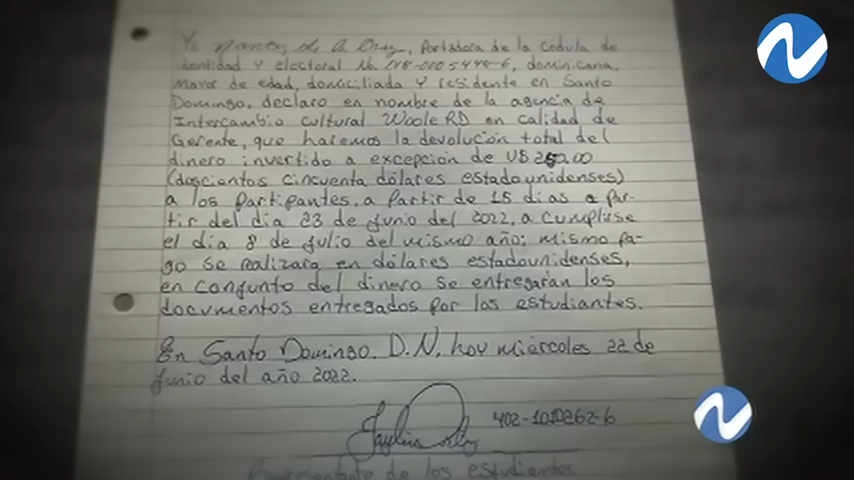 Yo Nancy de A. Cruz, Portadora de la cédula de
identidad y electoral No. 018-0005448-6, dominicana,
Mayor de edad, domiciliada y residente en Santo
Domingo, declaro en nombre de la agencia de
Intercambio cultural Woole RD en calidad de
Gerente, que haremos la devolución total del
dinero invertido a excepción de U$ 250.00
(doscientos cincuenta dólares estadounidenses)
a los Partipantes, a partir de 15 días a par-
tir del día 23 de junio del 2022, a cumplirse
el día 8 de julio del mismo año; mismo pa-
go se realizara en dólares estadounidenses,
en conjunto del dinero se entregarán los
documentos entregados por los estudiantes.
En Santo Domingo. D.N, hoy miércoles 22 de
junio del año 2022.
402-1010262-6
Representante de los estudiantes